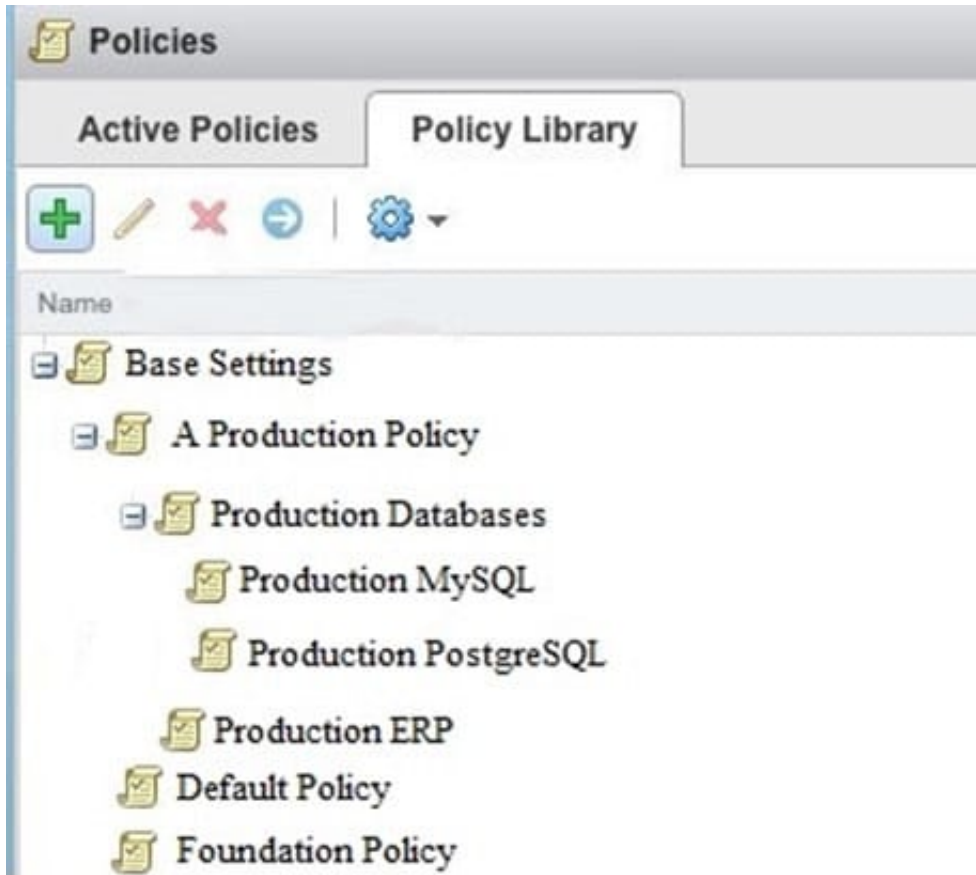 Policies
Active Policies Policy Library
Name
Base Settings
A Production Policy
Production Databases
Production MySQL
Production PostgreSQL
Production ERP
Default Policy
Foundation Policy